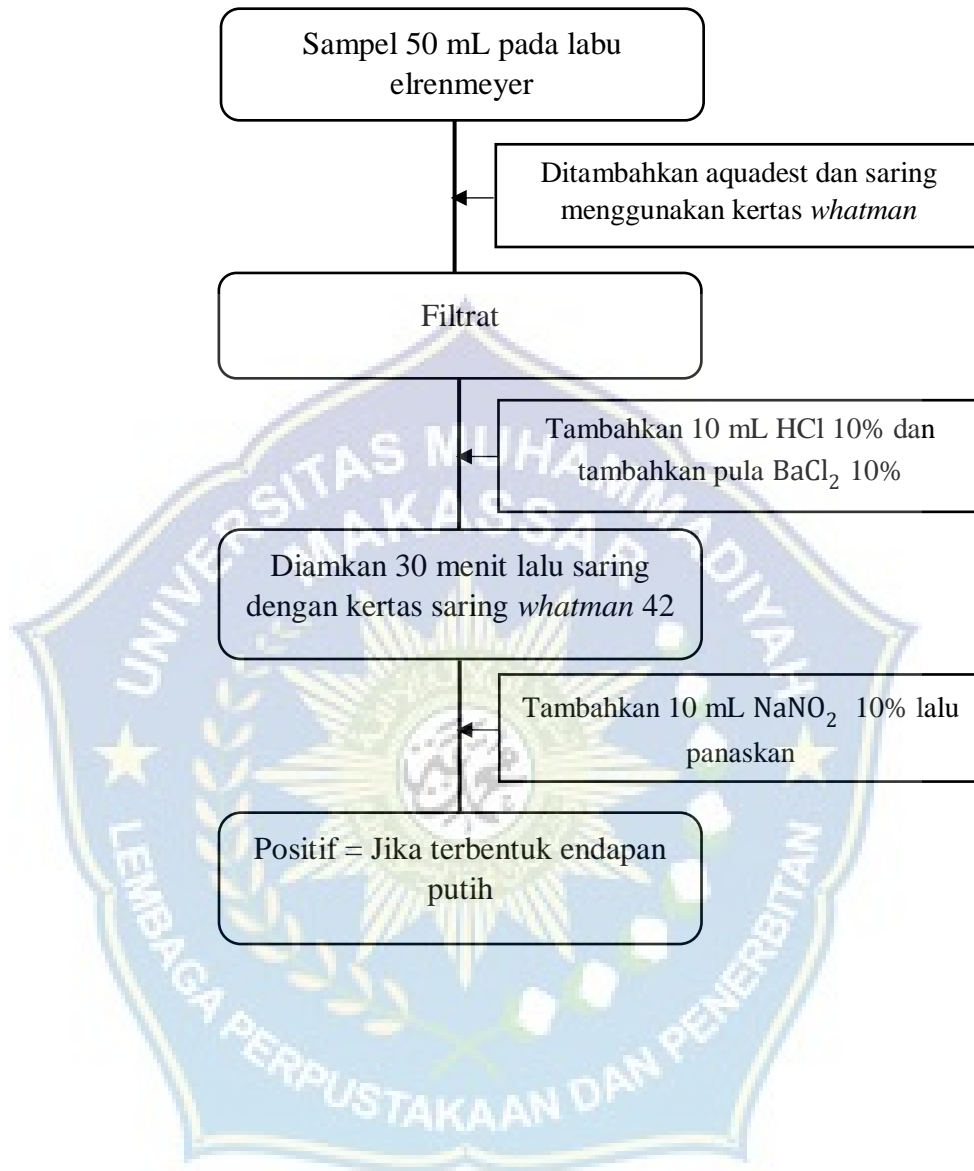 Sampel 50 mL pada labu
elrenmeyer
Ditambahkan aquadest dan saring
menggunakan kertas whatman
Filtrat
Tambahkan 10 mL HCl 10% dan
tambahkan pula BaCl₂ 10%
Diamkan 30 menit lalu saring
dengan kertas saring whatman 42
Tambahkan 10 mL NaNO₂ 10% lalu
panaskan
Positif = Jika terbentuk endapan
putih
UNIVERSITAS MUHAMMADIYAH
MAKASSAR
LEMBAGA PERPUSTAKAAN DAN PENERBITAN